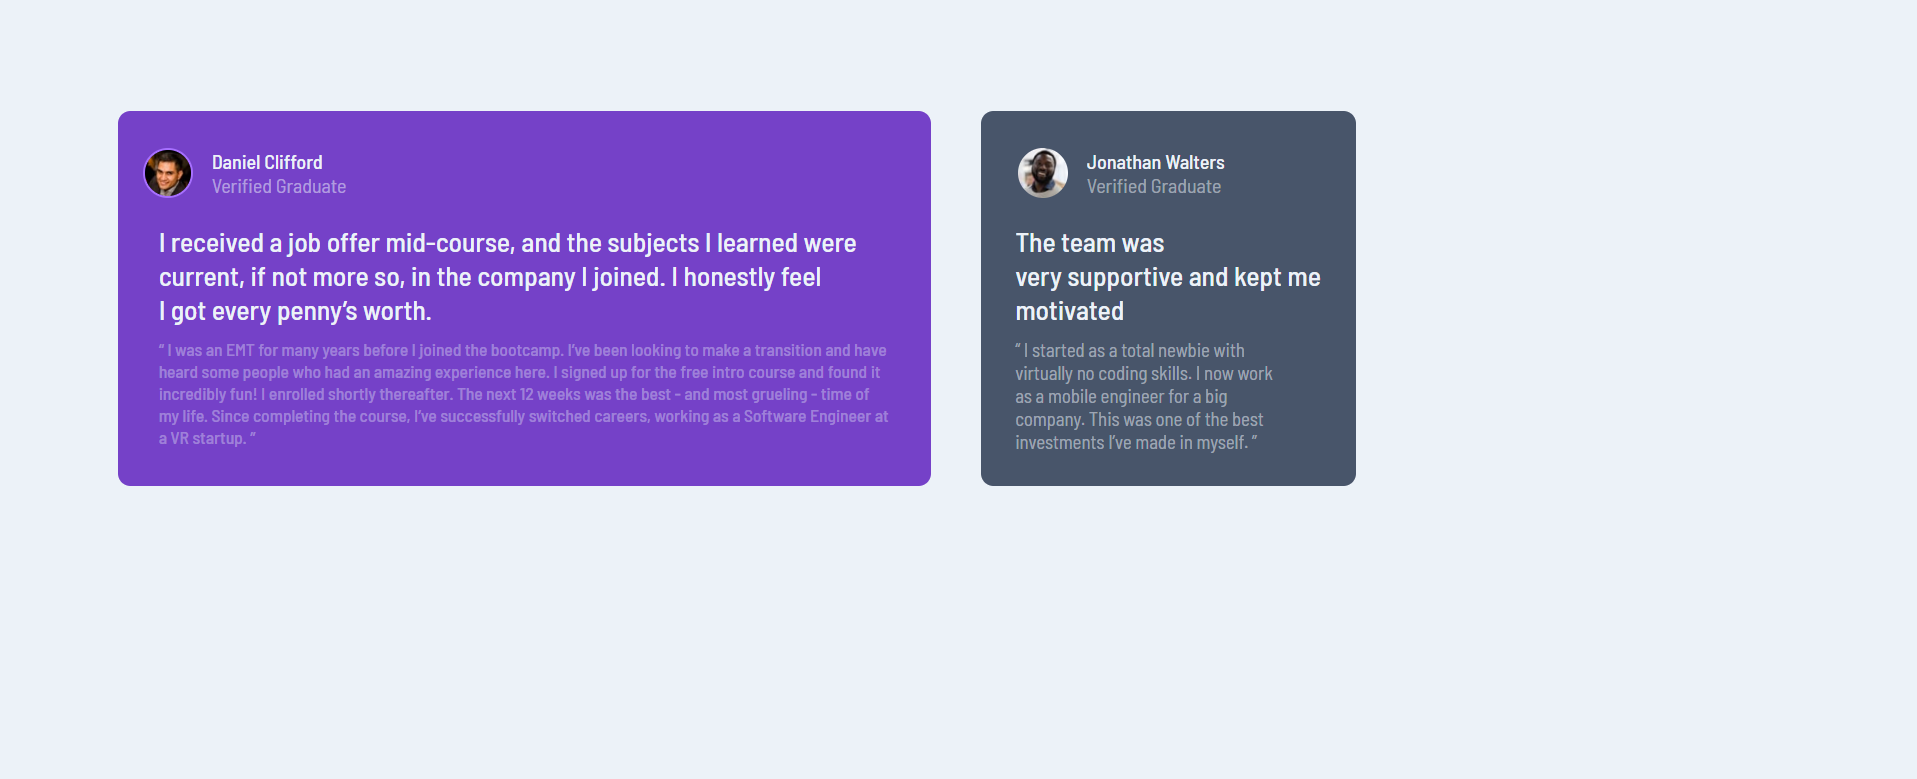 Daniel Clifford
Verified Graduate
I received a job offer mid-course, and the subjects I learned were
current, if not more so, in the company I joined. I honestly feel
I got every penny’s worth.
“ I was an EMT for many years before I joined the bootcamp. I’ve been looking to make a transition and have
heard some people who had an amazing experience here. I signed up for the free intro course and found it
incredibly fun! I enrolled shortly thereafter. The next 12 weeks was the best - and most grueling - time of
my life. Since completing the course, I’ve successfully switched careers, working as a Software Engineer at
a VR startup. ”
Jonathan Walters
Verified Graduate
The team was
very supportive and kept me
motivated
“ I started as a total newbie with
virtually no coding skills. I now work
as a mobile engineer for a big
company. This was one of the best
investments I’ve made in myself. ”